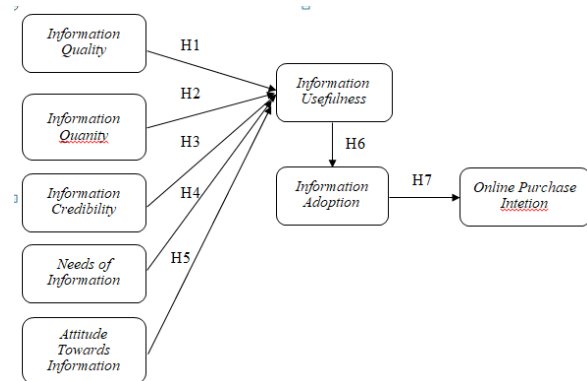 Information
Quality
H1
Information
Usefulness
H2
Information
Quanity
H3
H6
Information
Credibility
H4
Information
Adoption
H7
Online Purchase
Intetion
Needs of
Information
H5
Attitude
Towards
Information